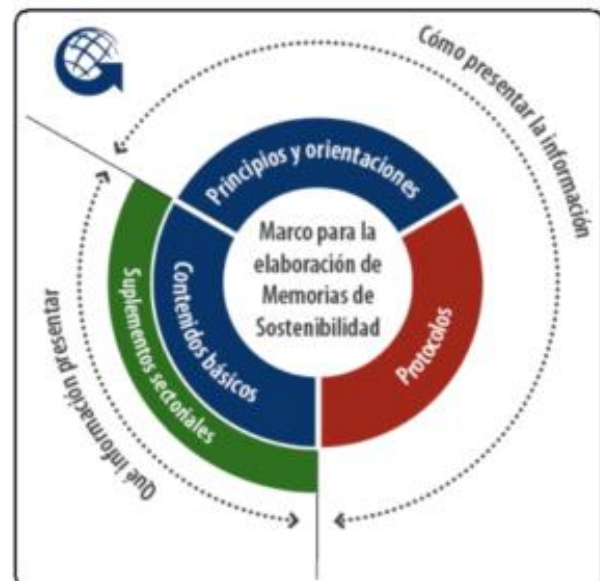 Cómo presentar la información
Principios y orientaciones
Marco para la
elaboración de
Memorias de
Sostenibilidad
Contenidos básicos
Suplementos sectoriales
Protocolos
Qué información presentar